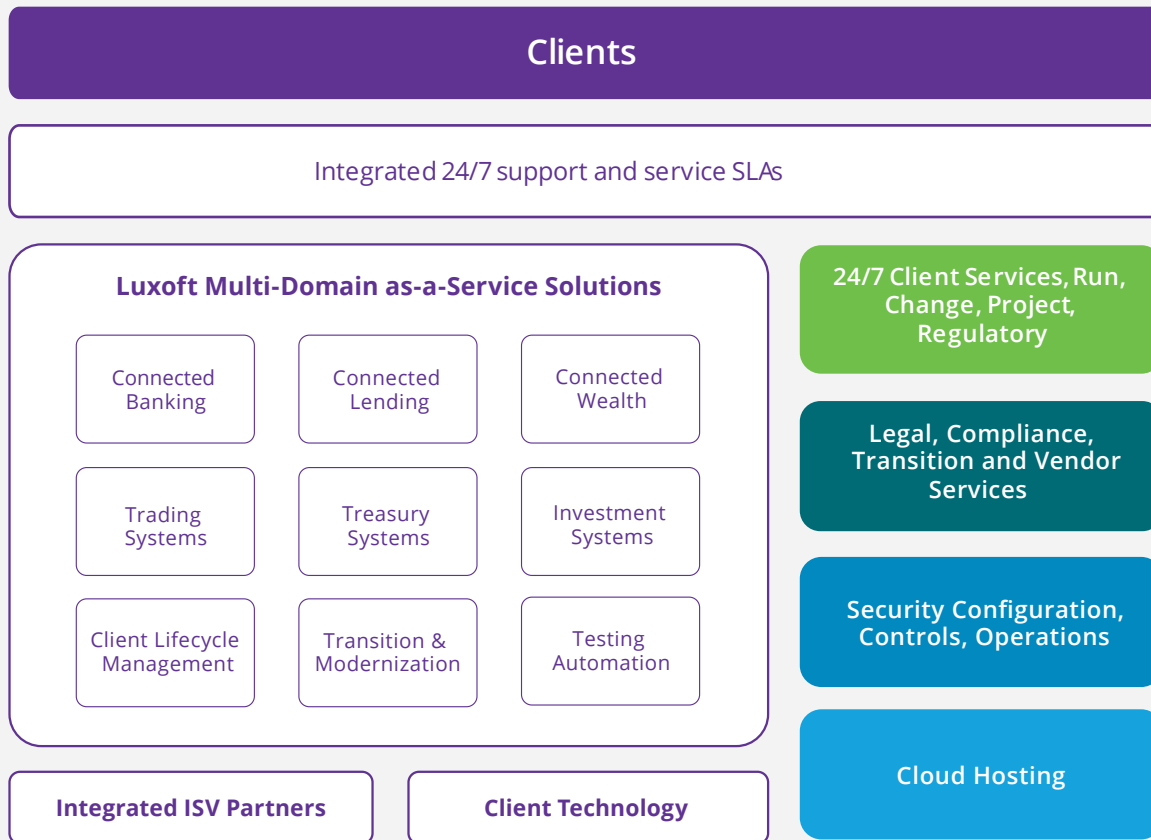 Clients
Integrated 24/7 support and service SLAs
Luxoft Multi-Domain as-a-Service Solutions
Connected
Banking
Connected
Lending
Connected
Wealth
Trading
Systems
Treasury
Systems
Investment
Systems
Client Lifecycle
Management
Transition &
Modernization
Testing
Automation
24/7 Client Services, Run,
Change, Project,
Regulatory
Legal, Compliance,
Transition and Vendor
Services
Security Configuration,
Controls, Operations
Cloud Hosting
Integrated ISV Partners
Client Technology